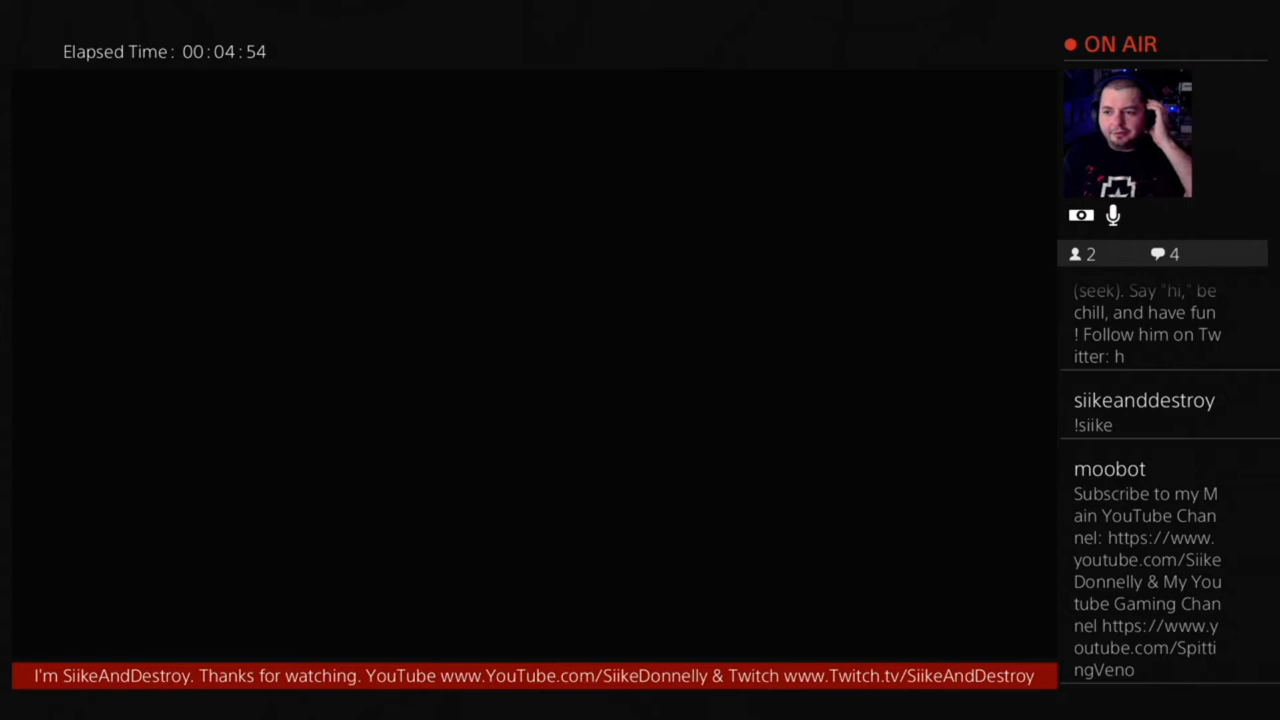 Elapsed Time: 00:04:54
ON AIR
2 4
(seek). Say "hi," be
chill, and have fun
! Follow him on Tw
itter: h
siikeanddestroy
!siike
moobot
Subscribe to my M
ain YouTube Chan
nel: https://www.
youtube.com/Siike
Donnelly & My You
tube Gaming Chan
nel https://www.y
outube.com/Spitti
ngVeno
I'm SiikeAndDestroy. Thanks for watching. YouTube www.YouTube.com/SiikeDonnelly & Twitch www.Twitch.tv/SiikeAndDestroy